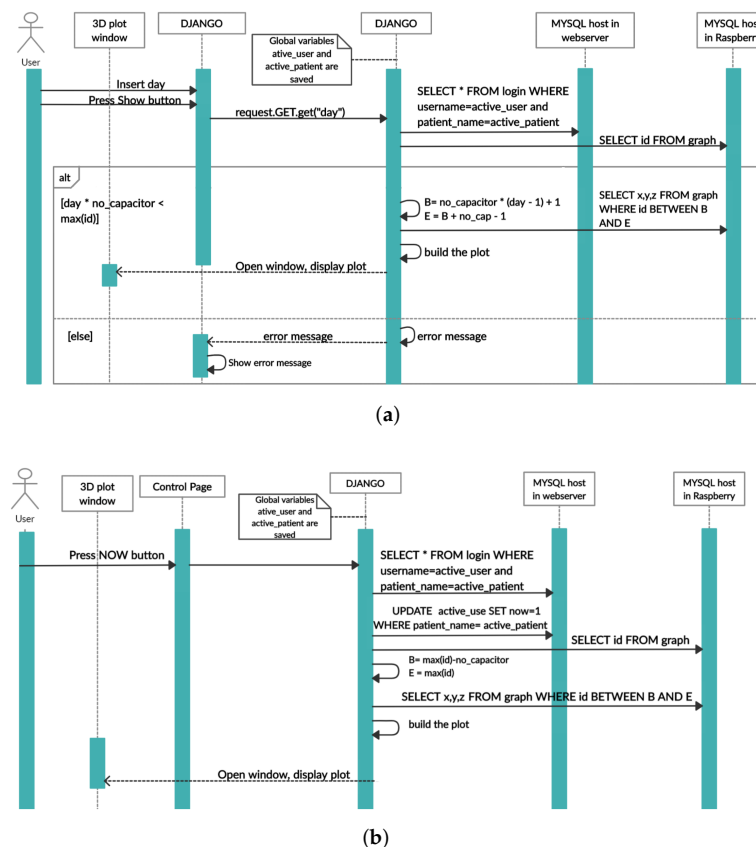 3D plot
window
DJANGO
DJANGO
MYSQL host in
webserver
MYSQL hos
in Raspberr
User
Global variables
ative_user and
active_patient are
saved
Insert day
Press Show button
request.GET.get("day")
SELECT * FROM login WHERE
username=active_user and
patient_name=active_patient
SELECT id FROM graph
alt
[day * no_capacitor <
max(id)]
B= no_capacitor * (day - 1) + 1
E = B + no_cap - 1
SELECT x,y,z FROM graph
WHERE id BETWEEN B
AND E
build the plot
Open window, display plot
[else]
error message
error message
Show error message
(a)
3D plot
window
Control Page
DJANGO
MYSQL host
in webserver
MYSQL host
in Raspberry
User
Global variables
ative_user and
active_patient are
saved
Press NOW button
SELECT * FROM login WHERE
username=active_user and
patient_name=active_patient
UPDATE active_use SET now=1
WHERE patient_name= active_patient
SELECT id FROM graph
B= max(id)-no_capacitor
E = max(id)
SELECT x,y,z FROM graph WHERE id BETWEEN B AND E
build the plot
Open window, display plot
(b)